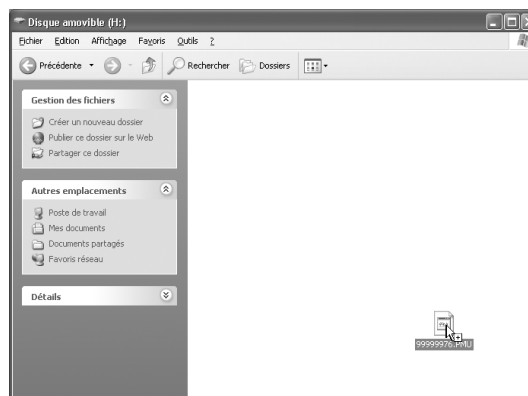 Disque amovible (H:)
Fichier Edition Affichage Favoris Outils ?
Précédente Rechercher Dossiers
Gestion des fichiers
Créer un nouveau dossier
Publier ce dossier sur le Web
Partager ce dossier
Autres emplacements
Poste de travail
Mes documents
Documents partagés
Favoris réseau
Détails
99999976.PMU